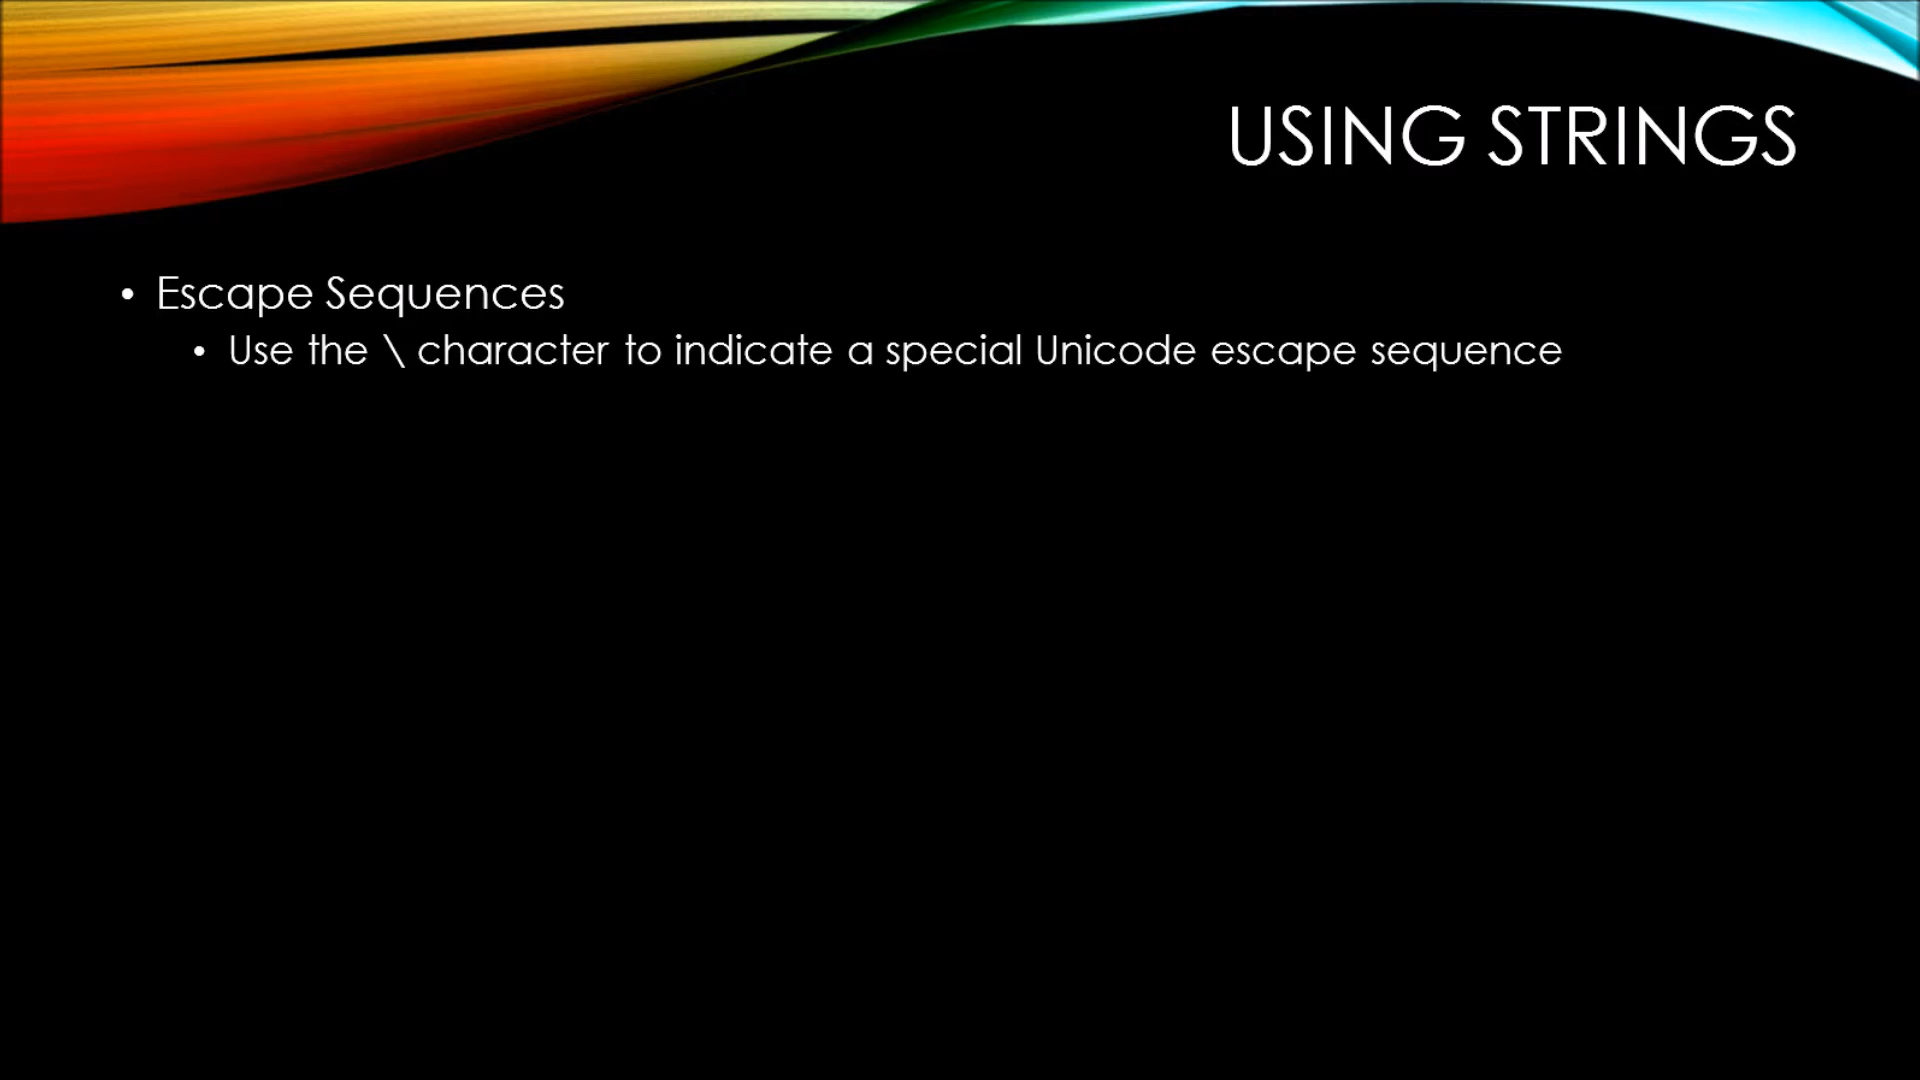 USING STRINGS
• Escape Sequences
• Use the \ character to indicate a special Unicode escape sequence